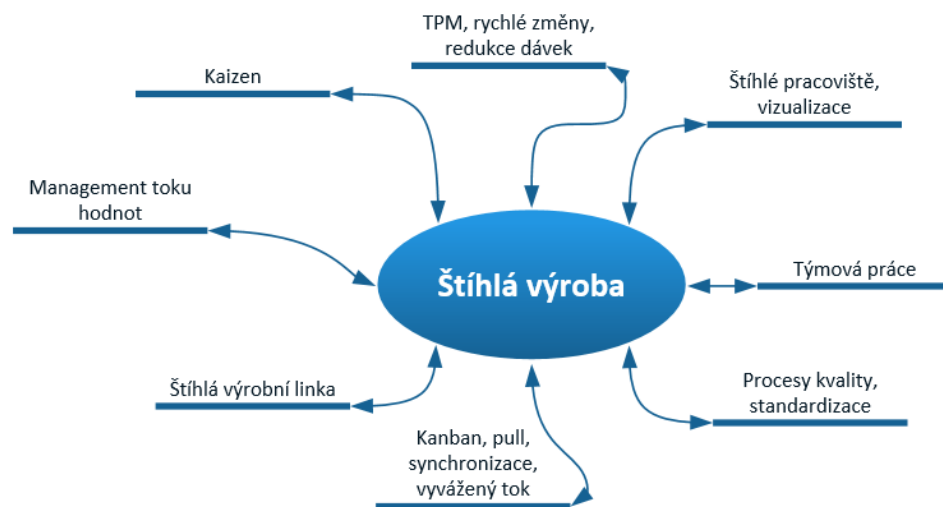 TPM, rychlé změny,
redukce dávek
Kaizen
Štíhlé pracoviště,
vizualizace
Management toku
hodnot
Štíhlá výroba
Týmová práce
Štíhlá výrobní linka
Procesy kvality,
standardizace
Kanban, pull,
synchronizace,
vyvážený tok